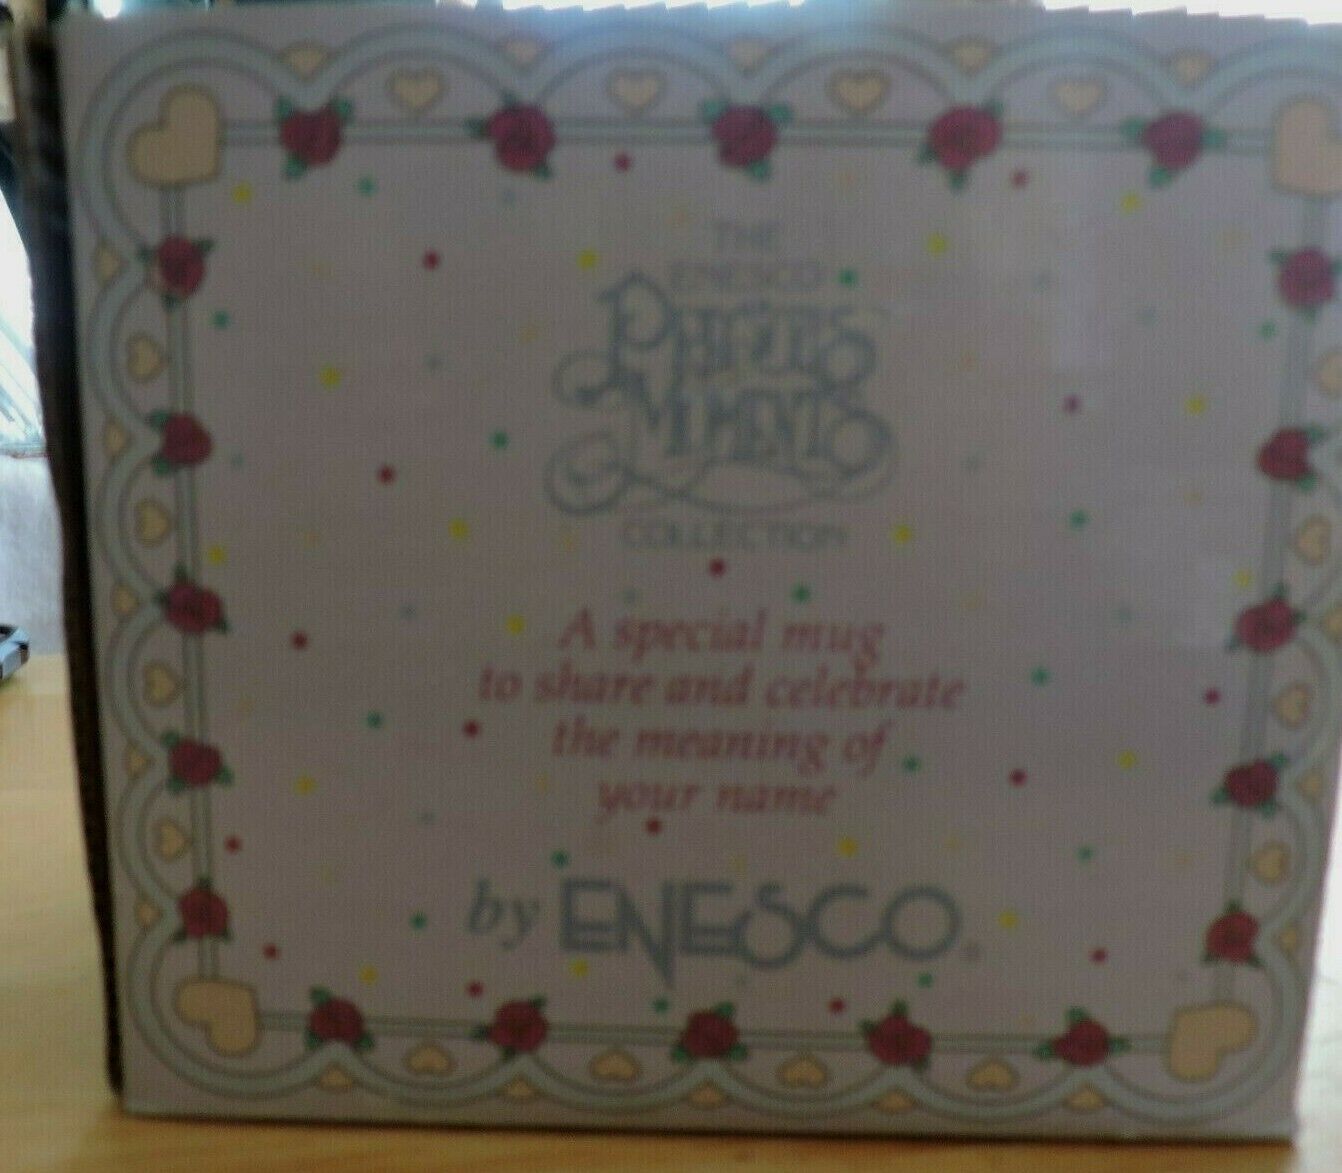 THE
ENESCO
PRECIOUS
MOMENTS
COLLECTION
A special mug
to share and celebrate
the meaning of
your name
by ENESCO®